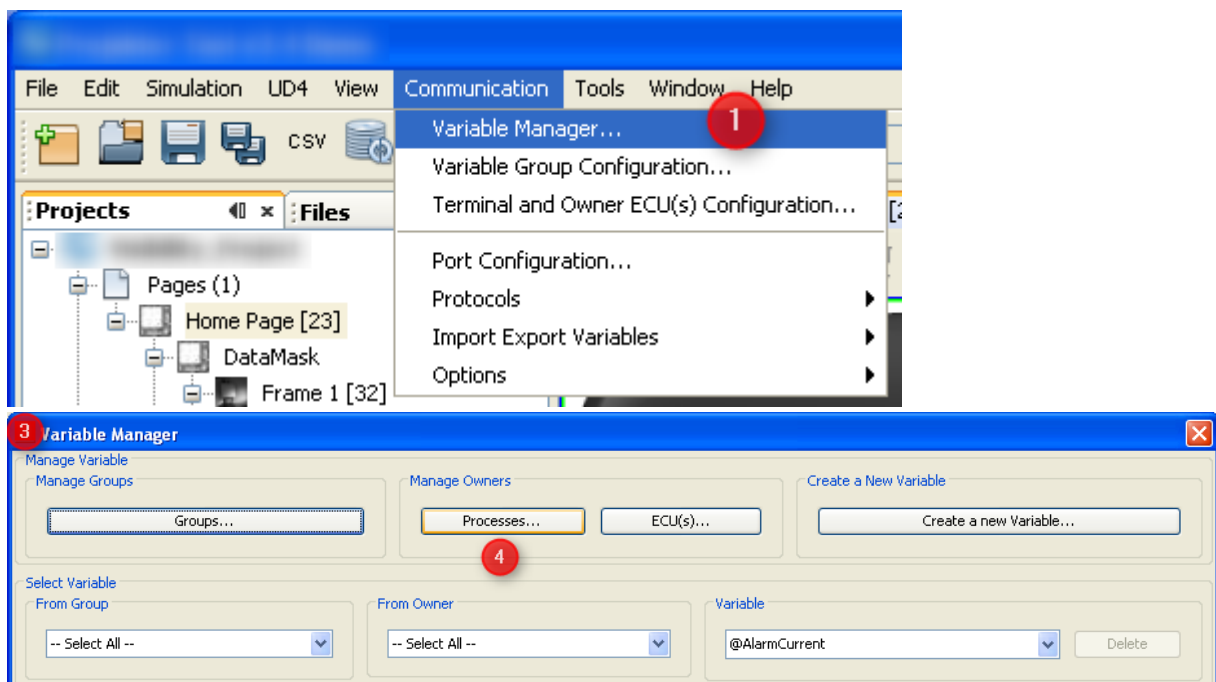 File Edit Simulation UD4 View Communication Tools Window Help
Variable Manager...
1
CSV
Variable Group Configuration...
Projects Files
Terminal and Owner ECU(s) Configuration...
Port Configuration...
Pages (1)
Protocols
Home Page [23]
Import Export Variables
DataMask
Options
Frame 1 [32]
3 Variable Manager
Manage Variable
Manage Groups Manage Owners Create a New Variable
Groups... Processes... ECU(s)... Create a new Variable...
4
Select Variable
From Group From Owner Variable
-- Select All -- -- Select All -- @AlarmCurrent Delete